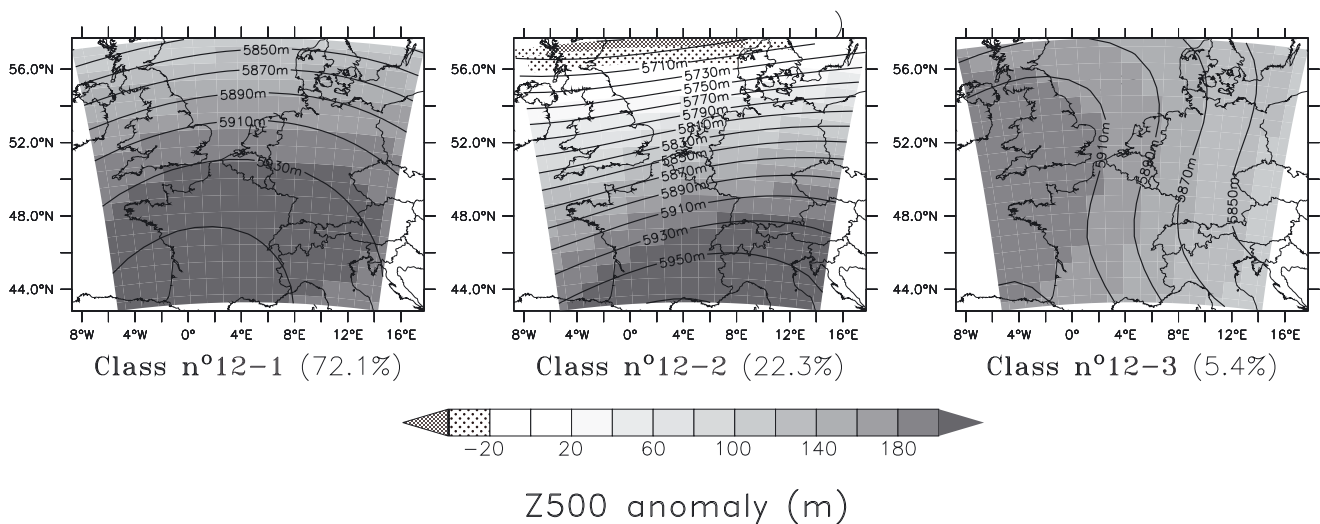 5850m
5870m
5890m
5910m
5930m
56.0°N
52.0°N
48.0°N
44.0°N
8°W 4°W 0° 4°E 8°E 12°E 16°E
Class n°12−1 (72.1%)
)
5710m
5730m
5750m
5770m
5790m
5810m
5830m
5850m
5870m
5890m
5910m
5930m
5950m
56.0°N
52.0°N
48.0°N
44.0°N
8°W 4°W 0° 4°E 8°E 12°E 16°E
Class n°12−2 (22.3%)
5910m
5890m
5870m
5850m
56.0°N
52.0°N
48.0°N
44.0°N
8°W 4°W 0° 4°E 8°E 12°E 16°E
Class n°12−3 (5.4%)
−20 20 60 100 140 180
Z500 anomaly (m)